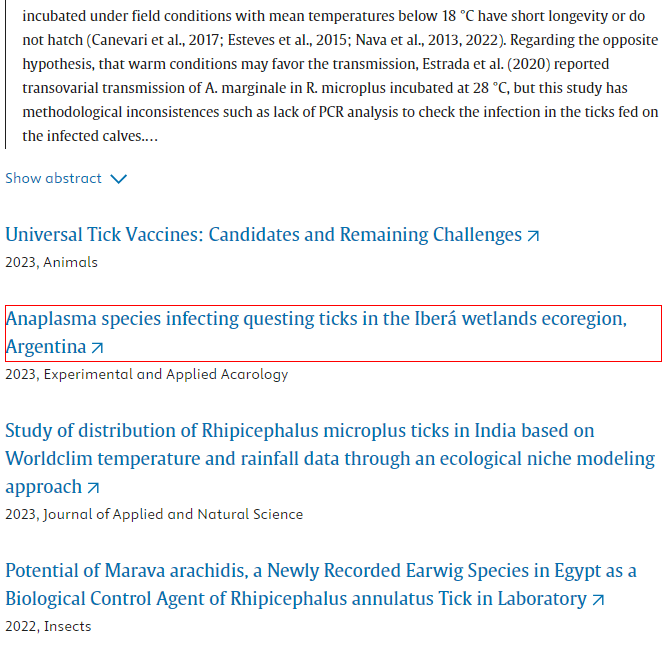 incubated under field conditions with mean temperatures below 18 °C have short longevity or do
not hatch (Canevari et al., 2017; Esteves et al., 2015; Nava et al., 2013, 2022). Regarding the opposite
hypothesis, that warm conditions may favor the transmission, Estrada et al. (2020) reported
transovarial transmission of A. marginale in R. microplus incubated at 28 °C, but this study has
methodological inconsistences such as lack of PCR analysis to check the infection in the ticks fed on
the infected calves.…
Show abstract
Universal Tick Vaccines: Candidates and Remaining Challenges
2023, Animals
Anaplasma species infecting questing ticks in the Iberá wetlands ecoregion,
Argentina
2023, Experimental and Applied Acarology
Study of distribution of Rhipicephalus microplus ticks in India based on
Worldclim temperature and rainfall data through an ecological niche modeling
approach
2023, Journal of Applied and Natural Science
Potential of Marava arachidis, a Newly Recorded Earwig Species in Egypt as a
Biological Control Agent of Rhipicephalus annulatus Tick in Laboratory
2022, Insects